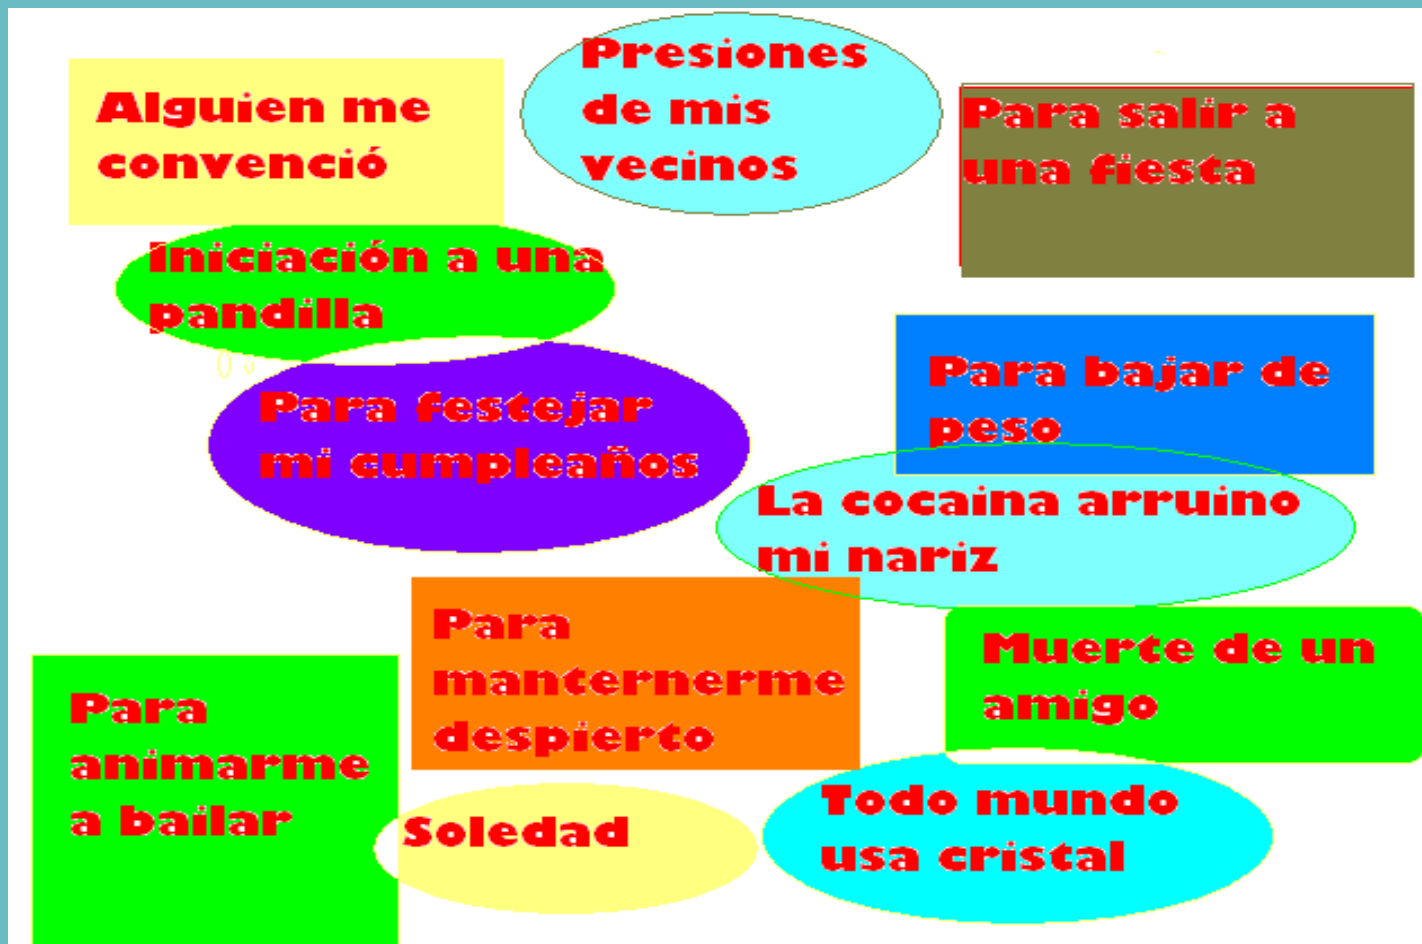 Alguien me
convenció
Presiones
de mis
vecinos
Para salir a
una fiesta
Iniciación a una
pandilla
Para festejar
mi cumpleaños
Para bajar de
peso
La cocaina arruino
mi nariz
Para
manternerme
despierto
Muerte de un
amigo
Para
animarme
a bailar
Soledad
Todo mundo
usa cristal